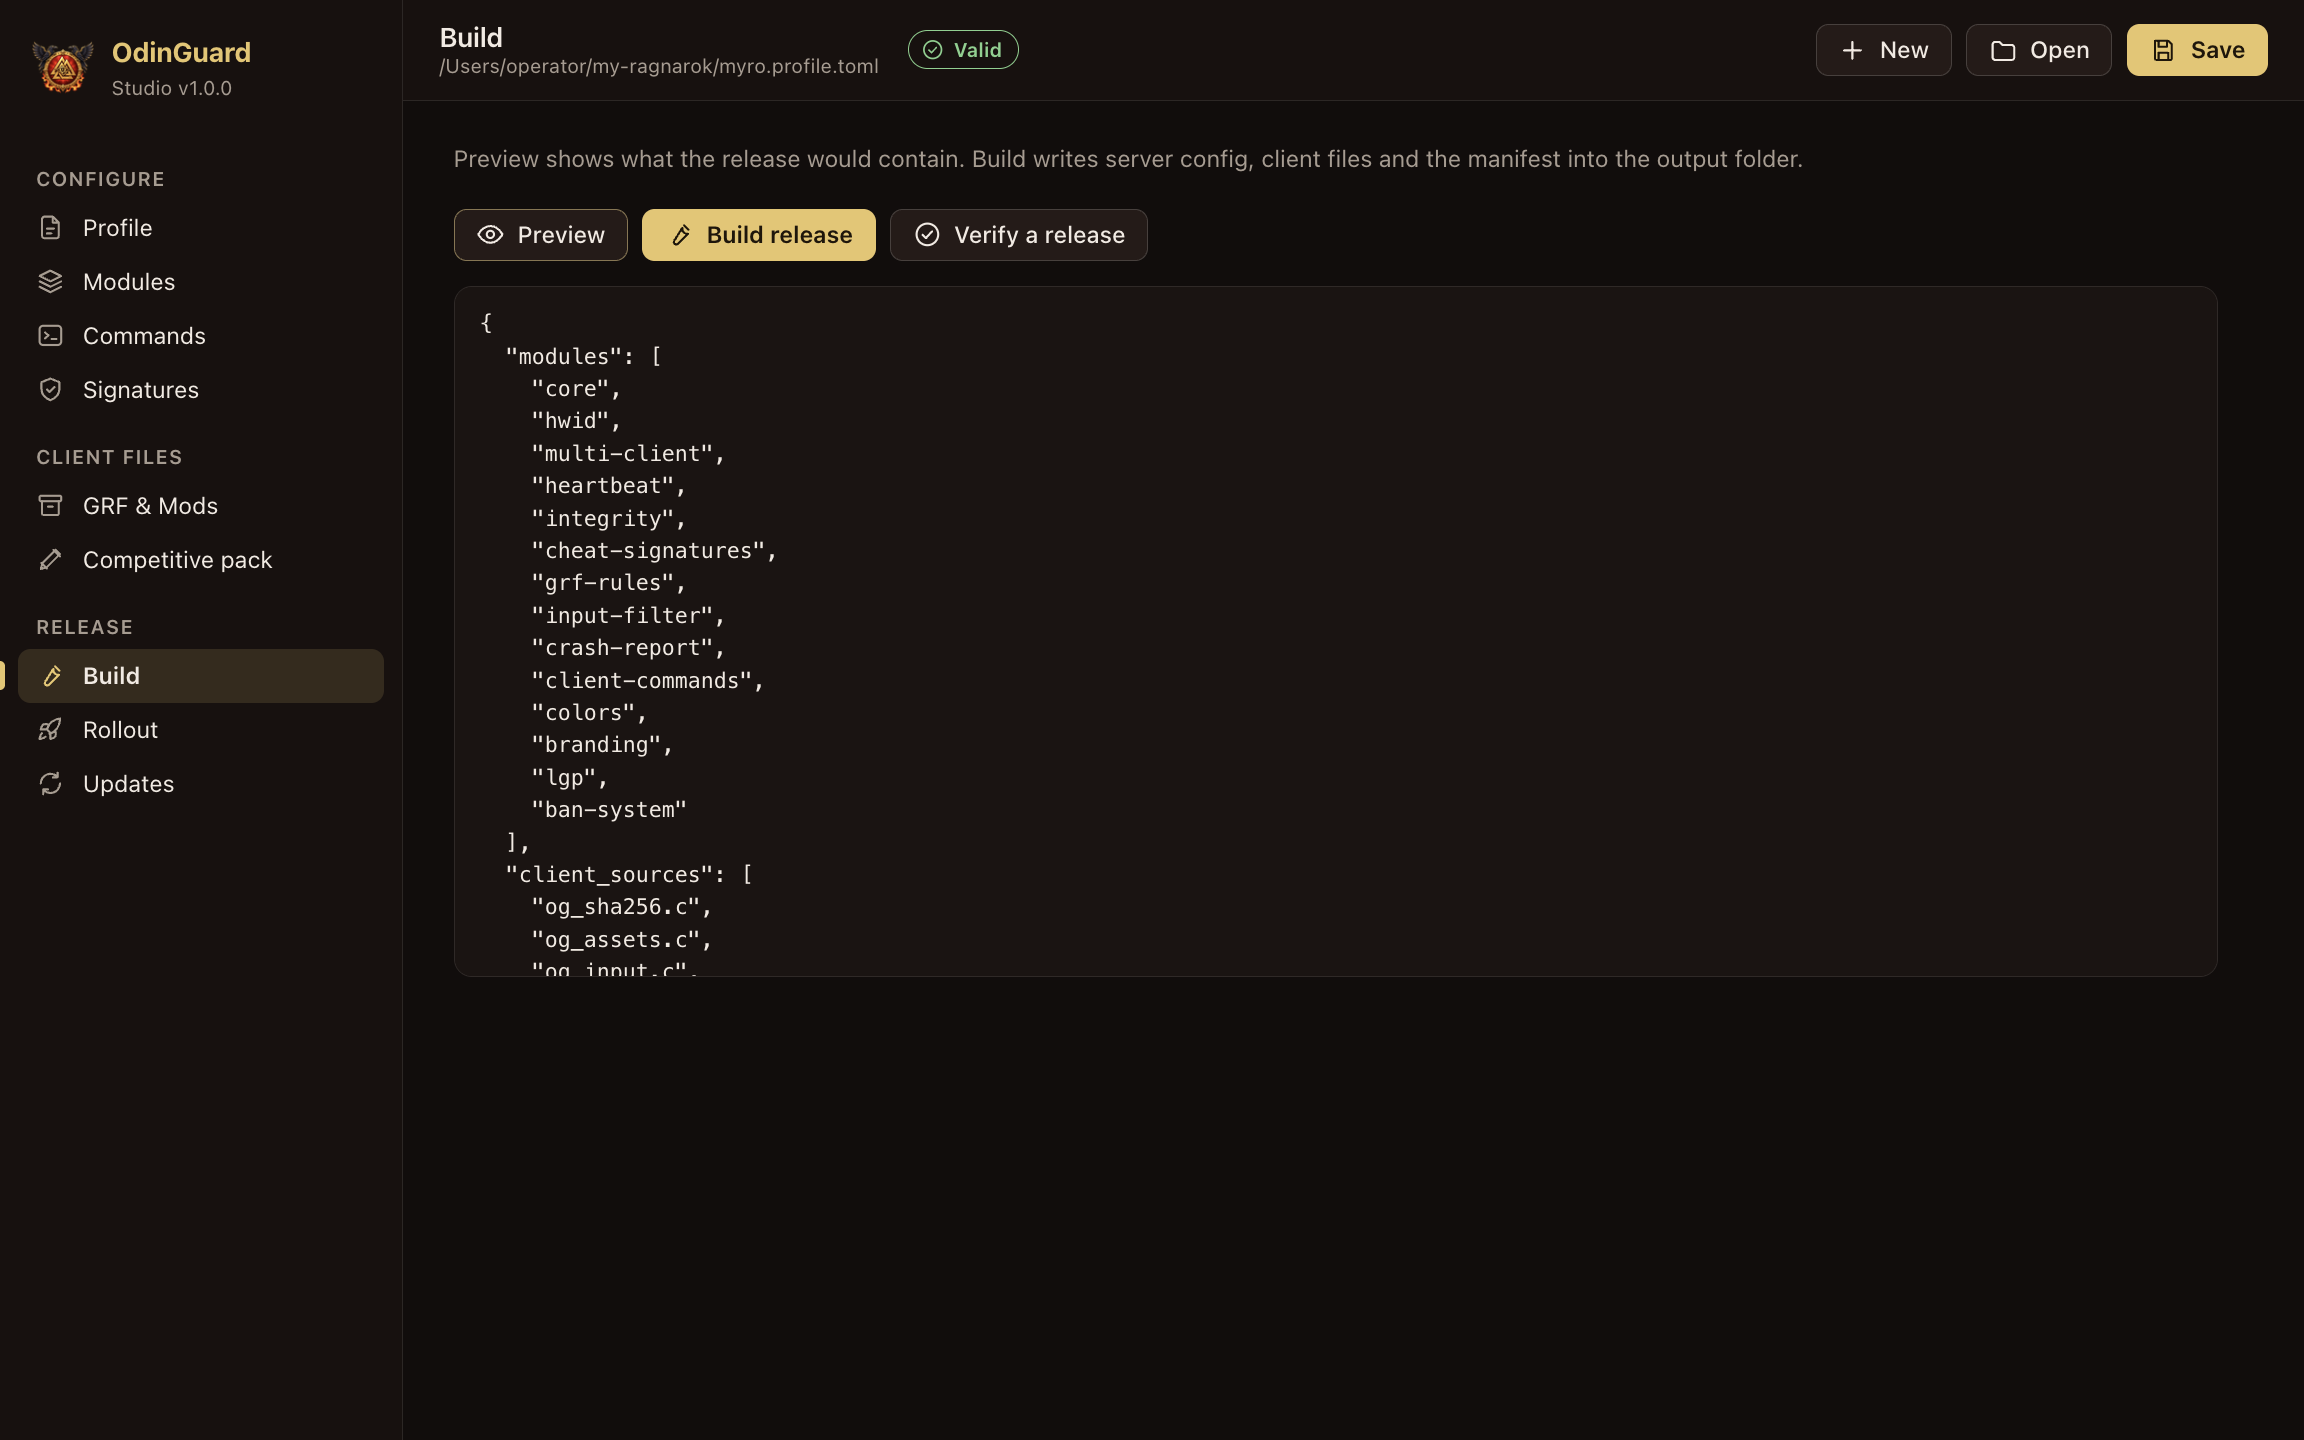 OdinGuard
Studio v1.0.0
CONFIGURE
Profile
Modules
Commands
Signatures
CLIENT FILES
GRF & Mods
Competitive pack
RELEASE
Build
Rollout
Updates
Build
/Users/operator/my-ragnarok/myro.profile.toml
Valid
New
Open
Save
Preview shows what the release would contain. Build writes server config, client files and the manifest into the output folder.
Preview
Build release
Verify a release
{
  "modules": [
    "core",
    "hwid",
    "multi-client",
    "heartbeat",
    "integrity",
    "cheat-signatures",
    "grf-rules",
    "input-filter",
    "crash-report",
    "client-commands",
    "colors",
    "branding",
    "lgp",
    "ban-system"
  ],
  "client_sources": [
    "og_sha256.c",
    "og_assets.c",
    "og_input.c",